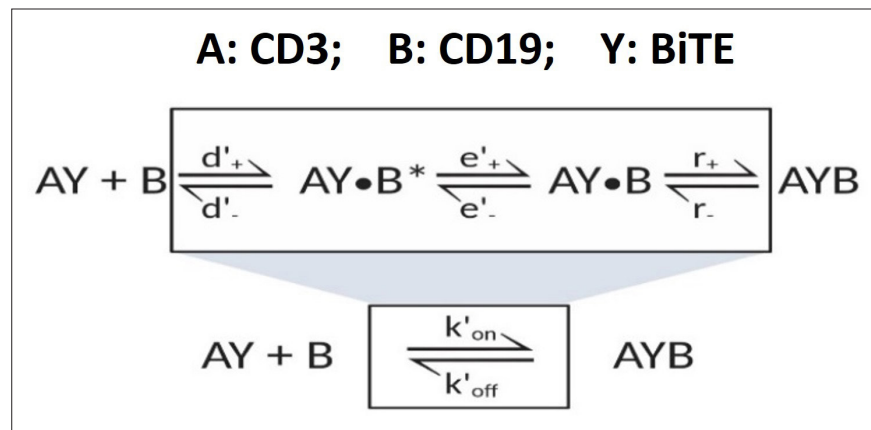 A: CD3; B: CD19; Y: BiTE
d'+ e'+ r+
AY + B AY•B* AY•B AYB
d'- e'- r-
k'on
AY + B AYB
k'off